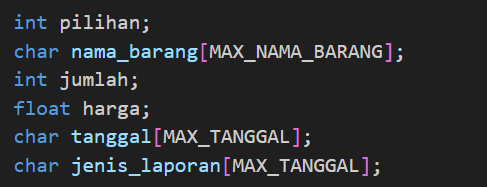 int pilihan;
char nama_barang[MAX_NAMA_BARANG];
int jumlah;
float harga;
char tanggal[MAX_TANGGAL];
char jenis_laporan[MAX_TANGGAL];